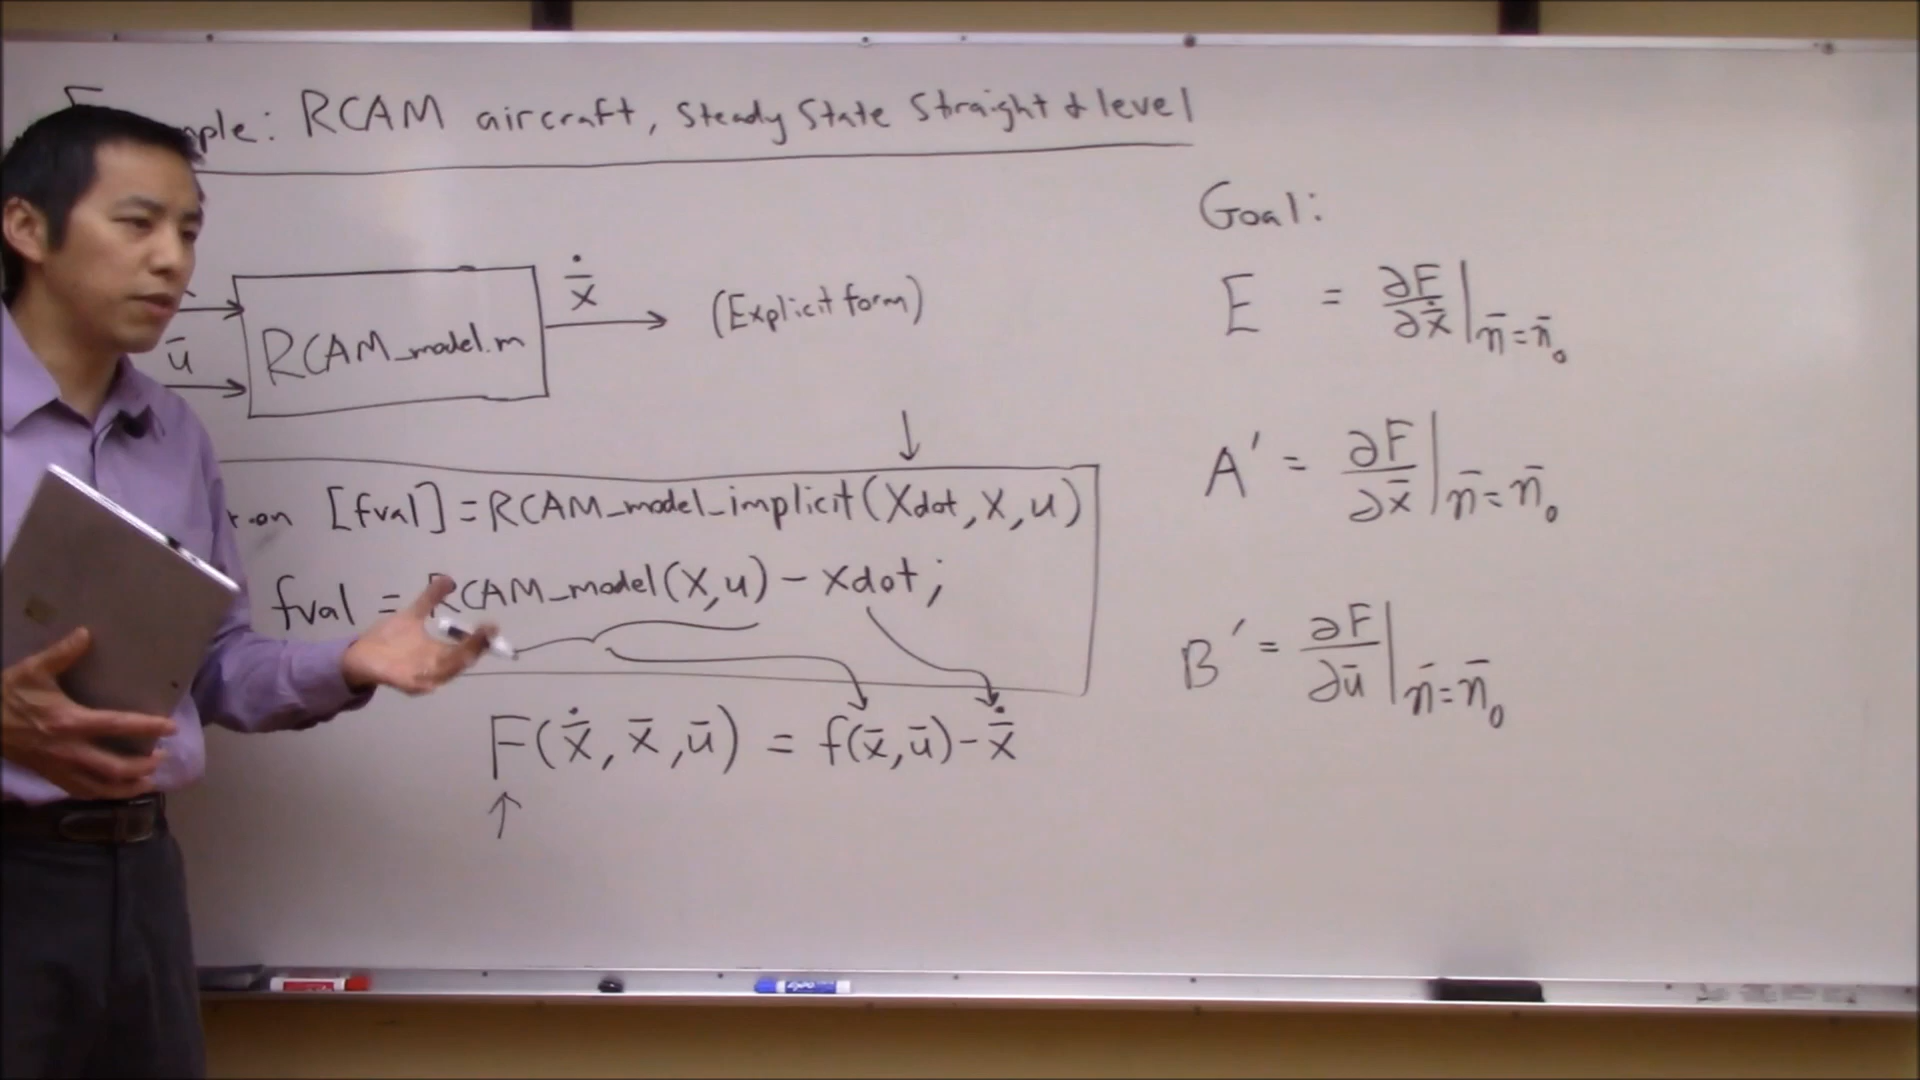 RCAM aircraft, Steady State Straight & level
Goal:
ẋ̄
(Explicit form)
ū
RCAM_model.m
E = ∂F/∂ẋ̄ |n̄=n̄₀
[fval] = RCAM_model_implicit(Xdot, X, u)
A' = ∂F/∂x̄ |n̄=n̄₀
fval = RCAM_model(X,u) - Xdot;
B' = ∂F/∂ū |n̄=n̄₀
F(ẋ̄, x̄, ū) = f(x̄, ū) - ẋ̄
expo